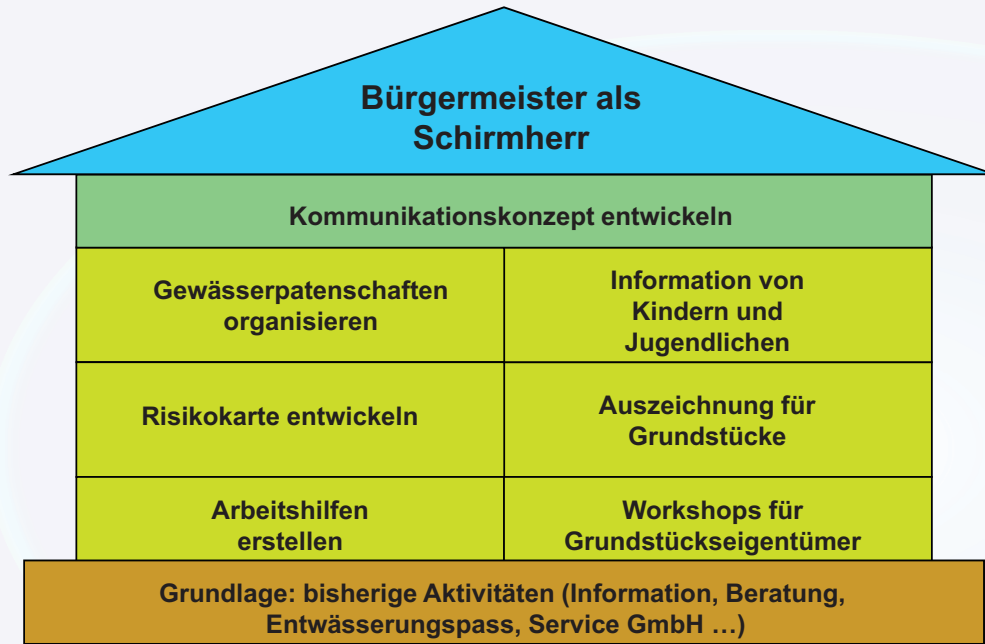 Bürgermeister als
Schirmherr
Kommunikationskonzept entwickeln
Gewässerpatenschaften
organisieren
Information von
Kindern und
Jugendlichen
Risikokarte entwickeln
Auszeichnung für
Grundstücke
Arbeitshilfen
erstellen
Workshops für
Grundstückseigentümer
Grundlage: bisherige Aktivitäten (Information, Beratung,
Entwässerungspass, Service GmbH …)